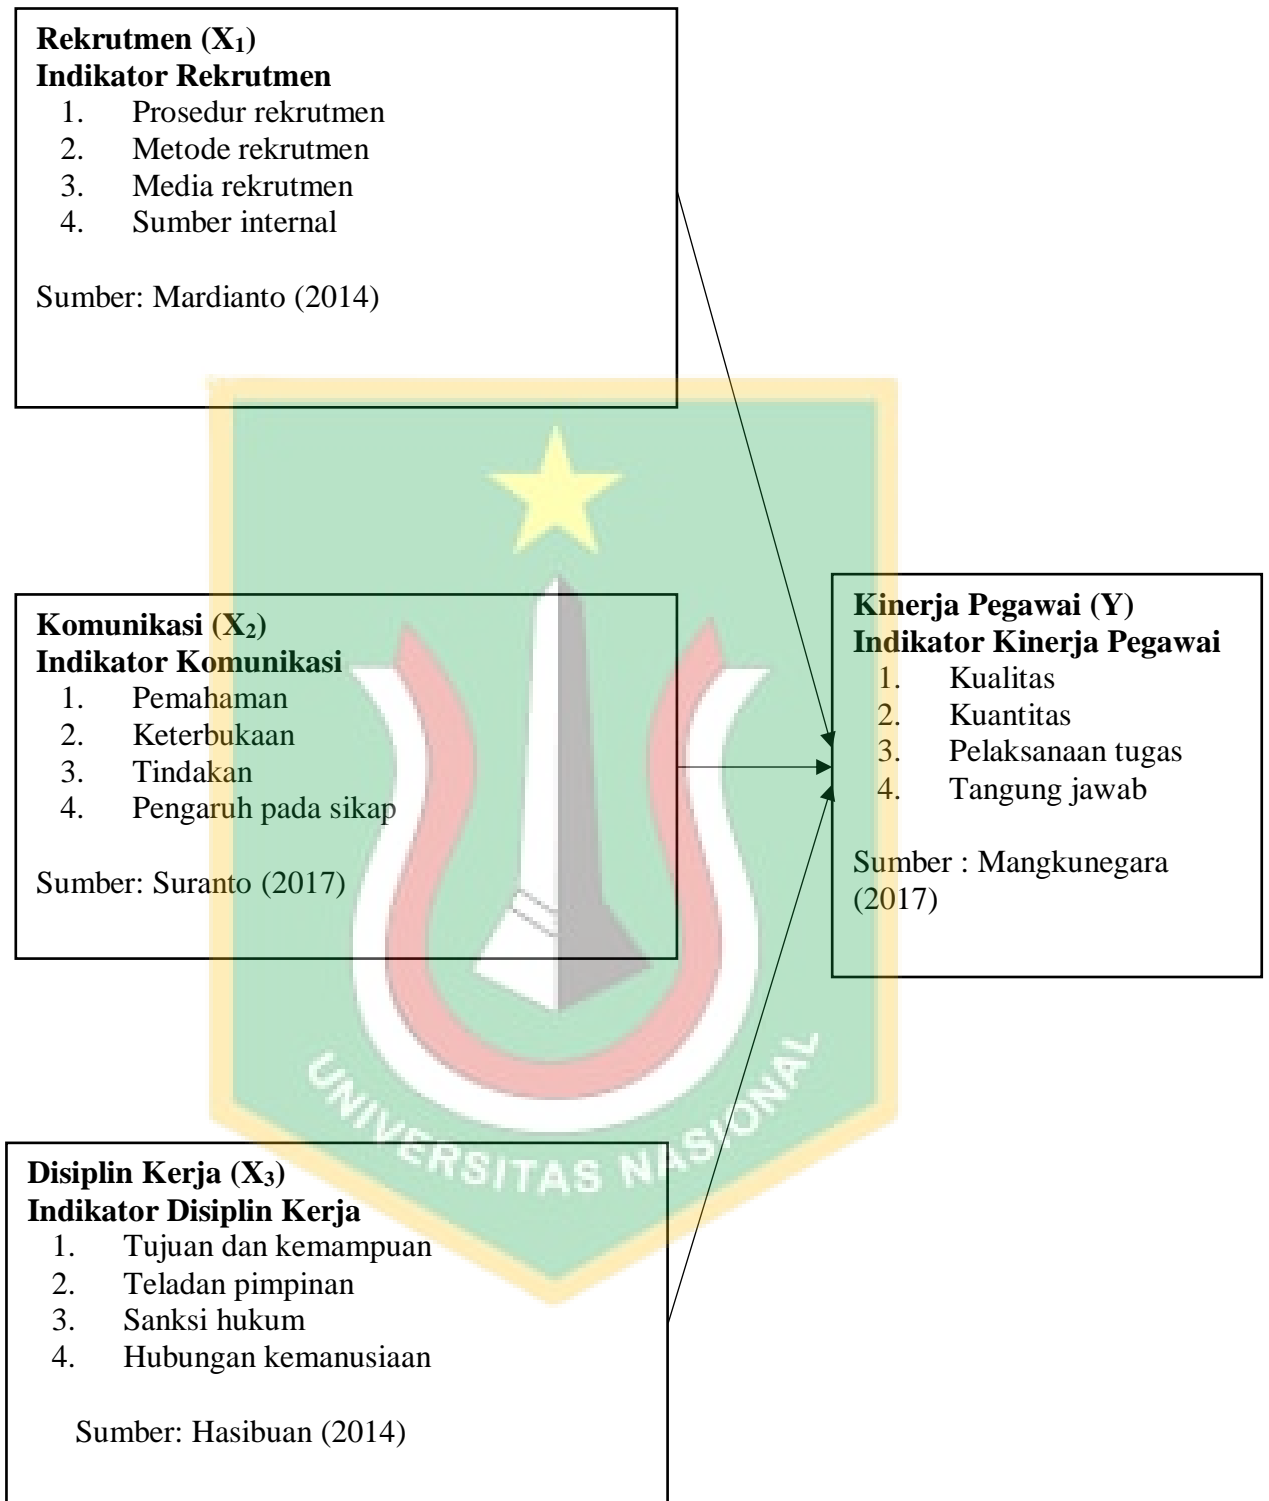 Rekrutmen (X₁)
Indikator Rekrutmen
1. Prosedur rekrutmen
2. Metode rekrutmen
3. Media rekrutmen
4. Sumber internal
Sumber: Mardianto (2014)
Komunikasi (X₂)
Indikator Komunikasi
1. Pemahaman
2. Keterbukaan
3. Tindakan
4. Pengaruh pada sikap
Sumber: Suranto (2017)
Kinerja Pegawai (Y)
Indikator Kinerja Pegawai
1. Kualitas
2. Kuantitas
3. Pelaksanaan tugas
4. Tangung jawab
Sumber : Mangkunegara
(2017)
UNIVERSITAS NASIONAL
Disiplin Kerja (X₃)
Indikator Disiplin Kerja
1. Tujuan dan kemampuan
2. Teladan pimpinan
3. Sanksi hukum
4. Hubungan kemanusiaan
Sumber: Hasibuan (2014)